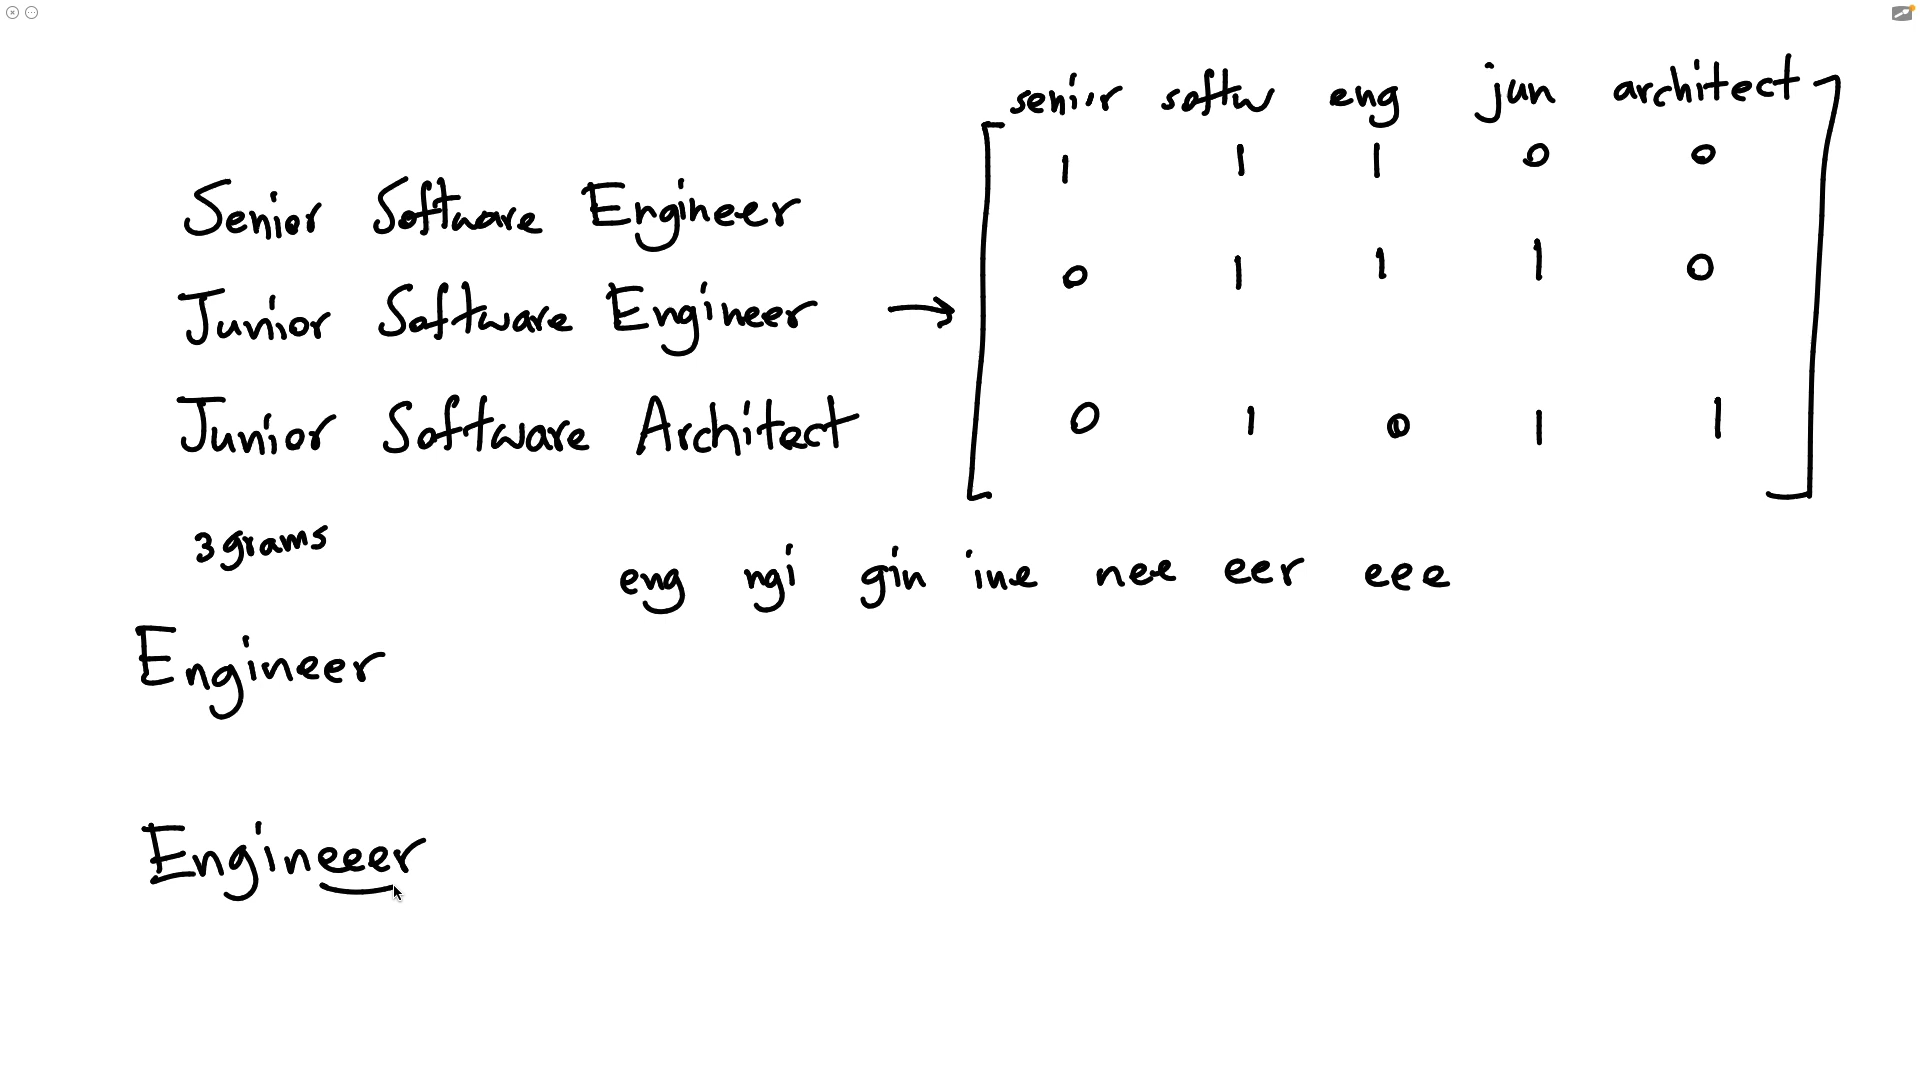 senior softw eng jun architect
1 1 1 0 0
Senior Software Engineer
0 1 1 1 0
Junior Software Engineer →
0 1 0 1 1
Junior Software Architect
3grams
eng ngi gin ine nee eer eee
Engineer
Engineeer